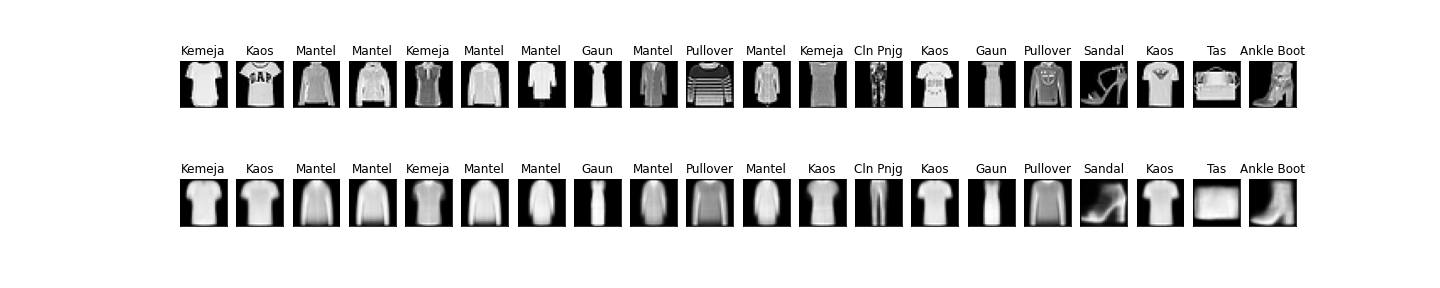 Kemeja Kaos Mantel Mantel Kemeja Mantel Mantel Gaun Mantel Pullover Mantel Kemeja Cln Pnjg Kaos Gaun Pullover Sandal Kaos Tas Ankle Boot
GAP
Kemeja Kaos Mantel Mantel Kemeja Mantel Mantel Gaun Mantel Pullover Mantel Kaos Cln Pnjg Kaos Gaun Pullover Sandal Kaos Tas Ankle Boot